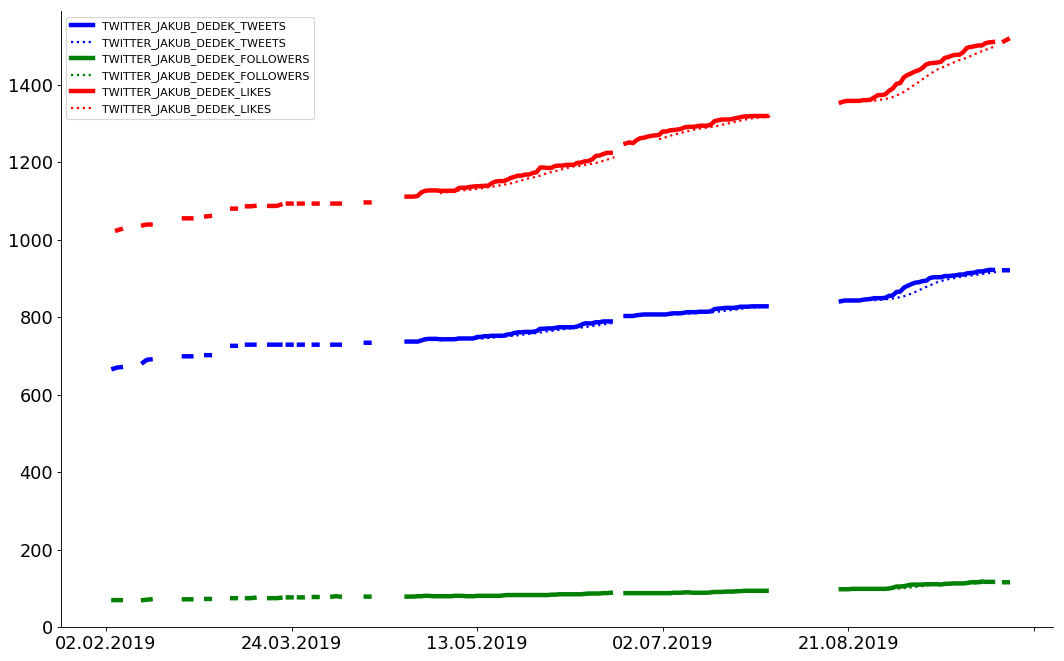 TWITTER_JAKUB_DEDEK_TWEETS
TWITTER_JAKUB_DEDEK_TWEETS
TWITTER_JAKUB_DEDEK_FOLLOWERS
TWITTER_JAKUB_DEDEK_FOLLOWERS
TWITTER_JAKUB_DEDEK_LIKES
TWITTER_JAKUB_DEDEK_LIKES
1400
1200
1000
800
600
400
200
0
02.02.2019 24.03.2019 13.05.2019 02.07.2019 21.08.2019